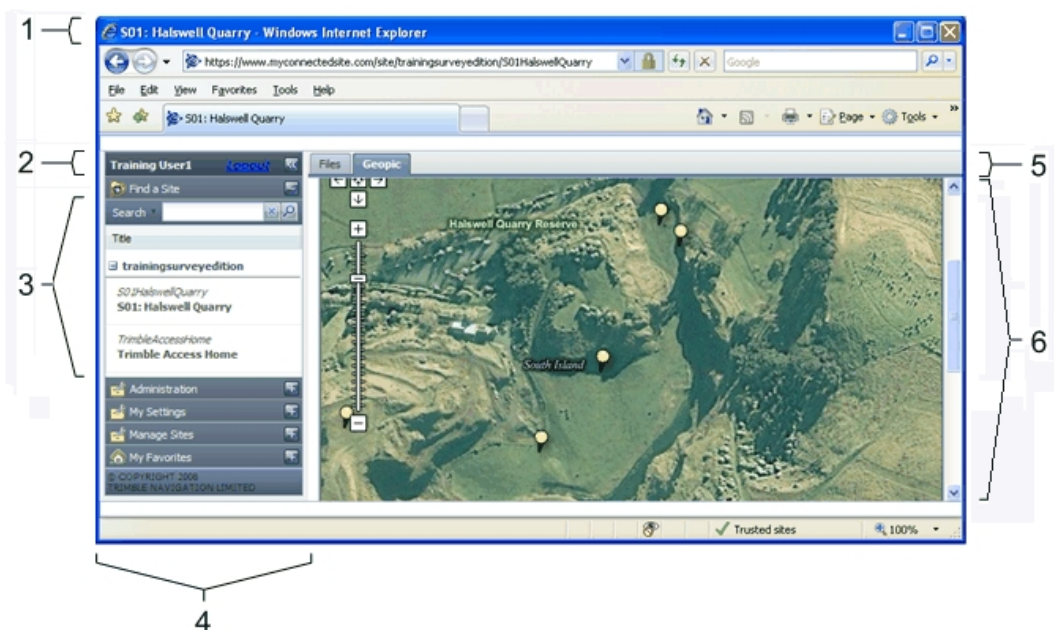 1
S01: Halswell Quarry - Windows Internet Explorer
https://www.myconnectedsite.com/site/trainingsurveyedition/S01HalswellQuarry
Google
File Edit View Favorites Tools Help
S01: Halswell Quarry
Page Tools
2
Training User1 Logout
Files Geopic
5
Find a Site
Search
3
Title
trainingsurveyedition
S01HalswellQuarry
S01: Halswell Quarry
TrimbleAccessHome
Trimble Access Home
Administration
My Settings
Manage Sites
My Favorites
© COPYRIGHT 2008
TRIMBLE NAVIGATION LIMITED
Halswell Quarry Reserve
South Island
6
Trusted sites
100%
4